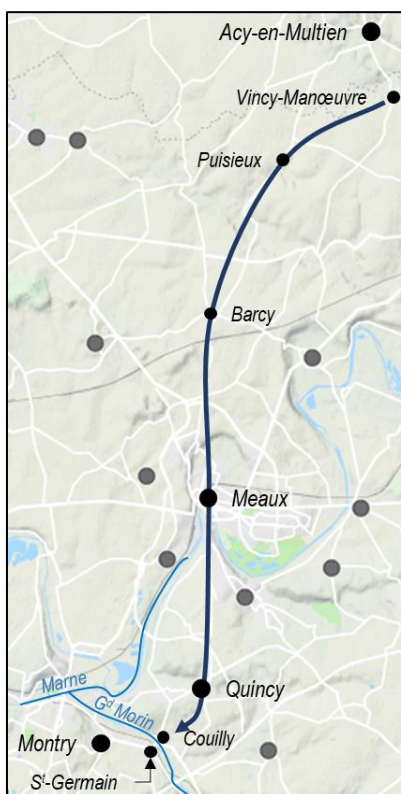 Acy-en-Multien
Vincy-Manœuvre
Puisieux
Barcy
Meaux
Marne
Gᵈ Morin
Quincy
Couilly
Montry
Sᵗ-Germain